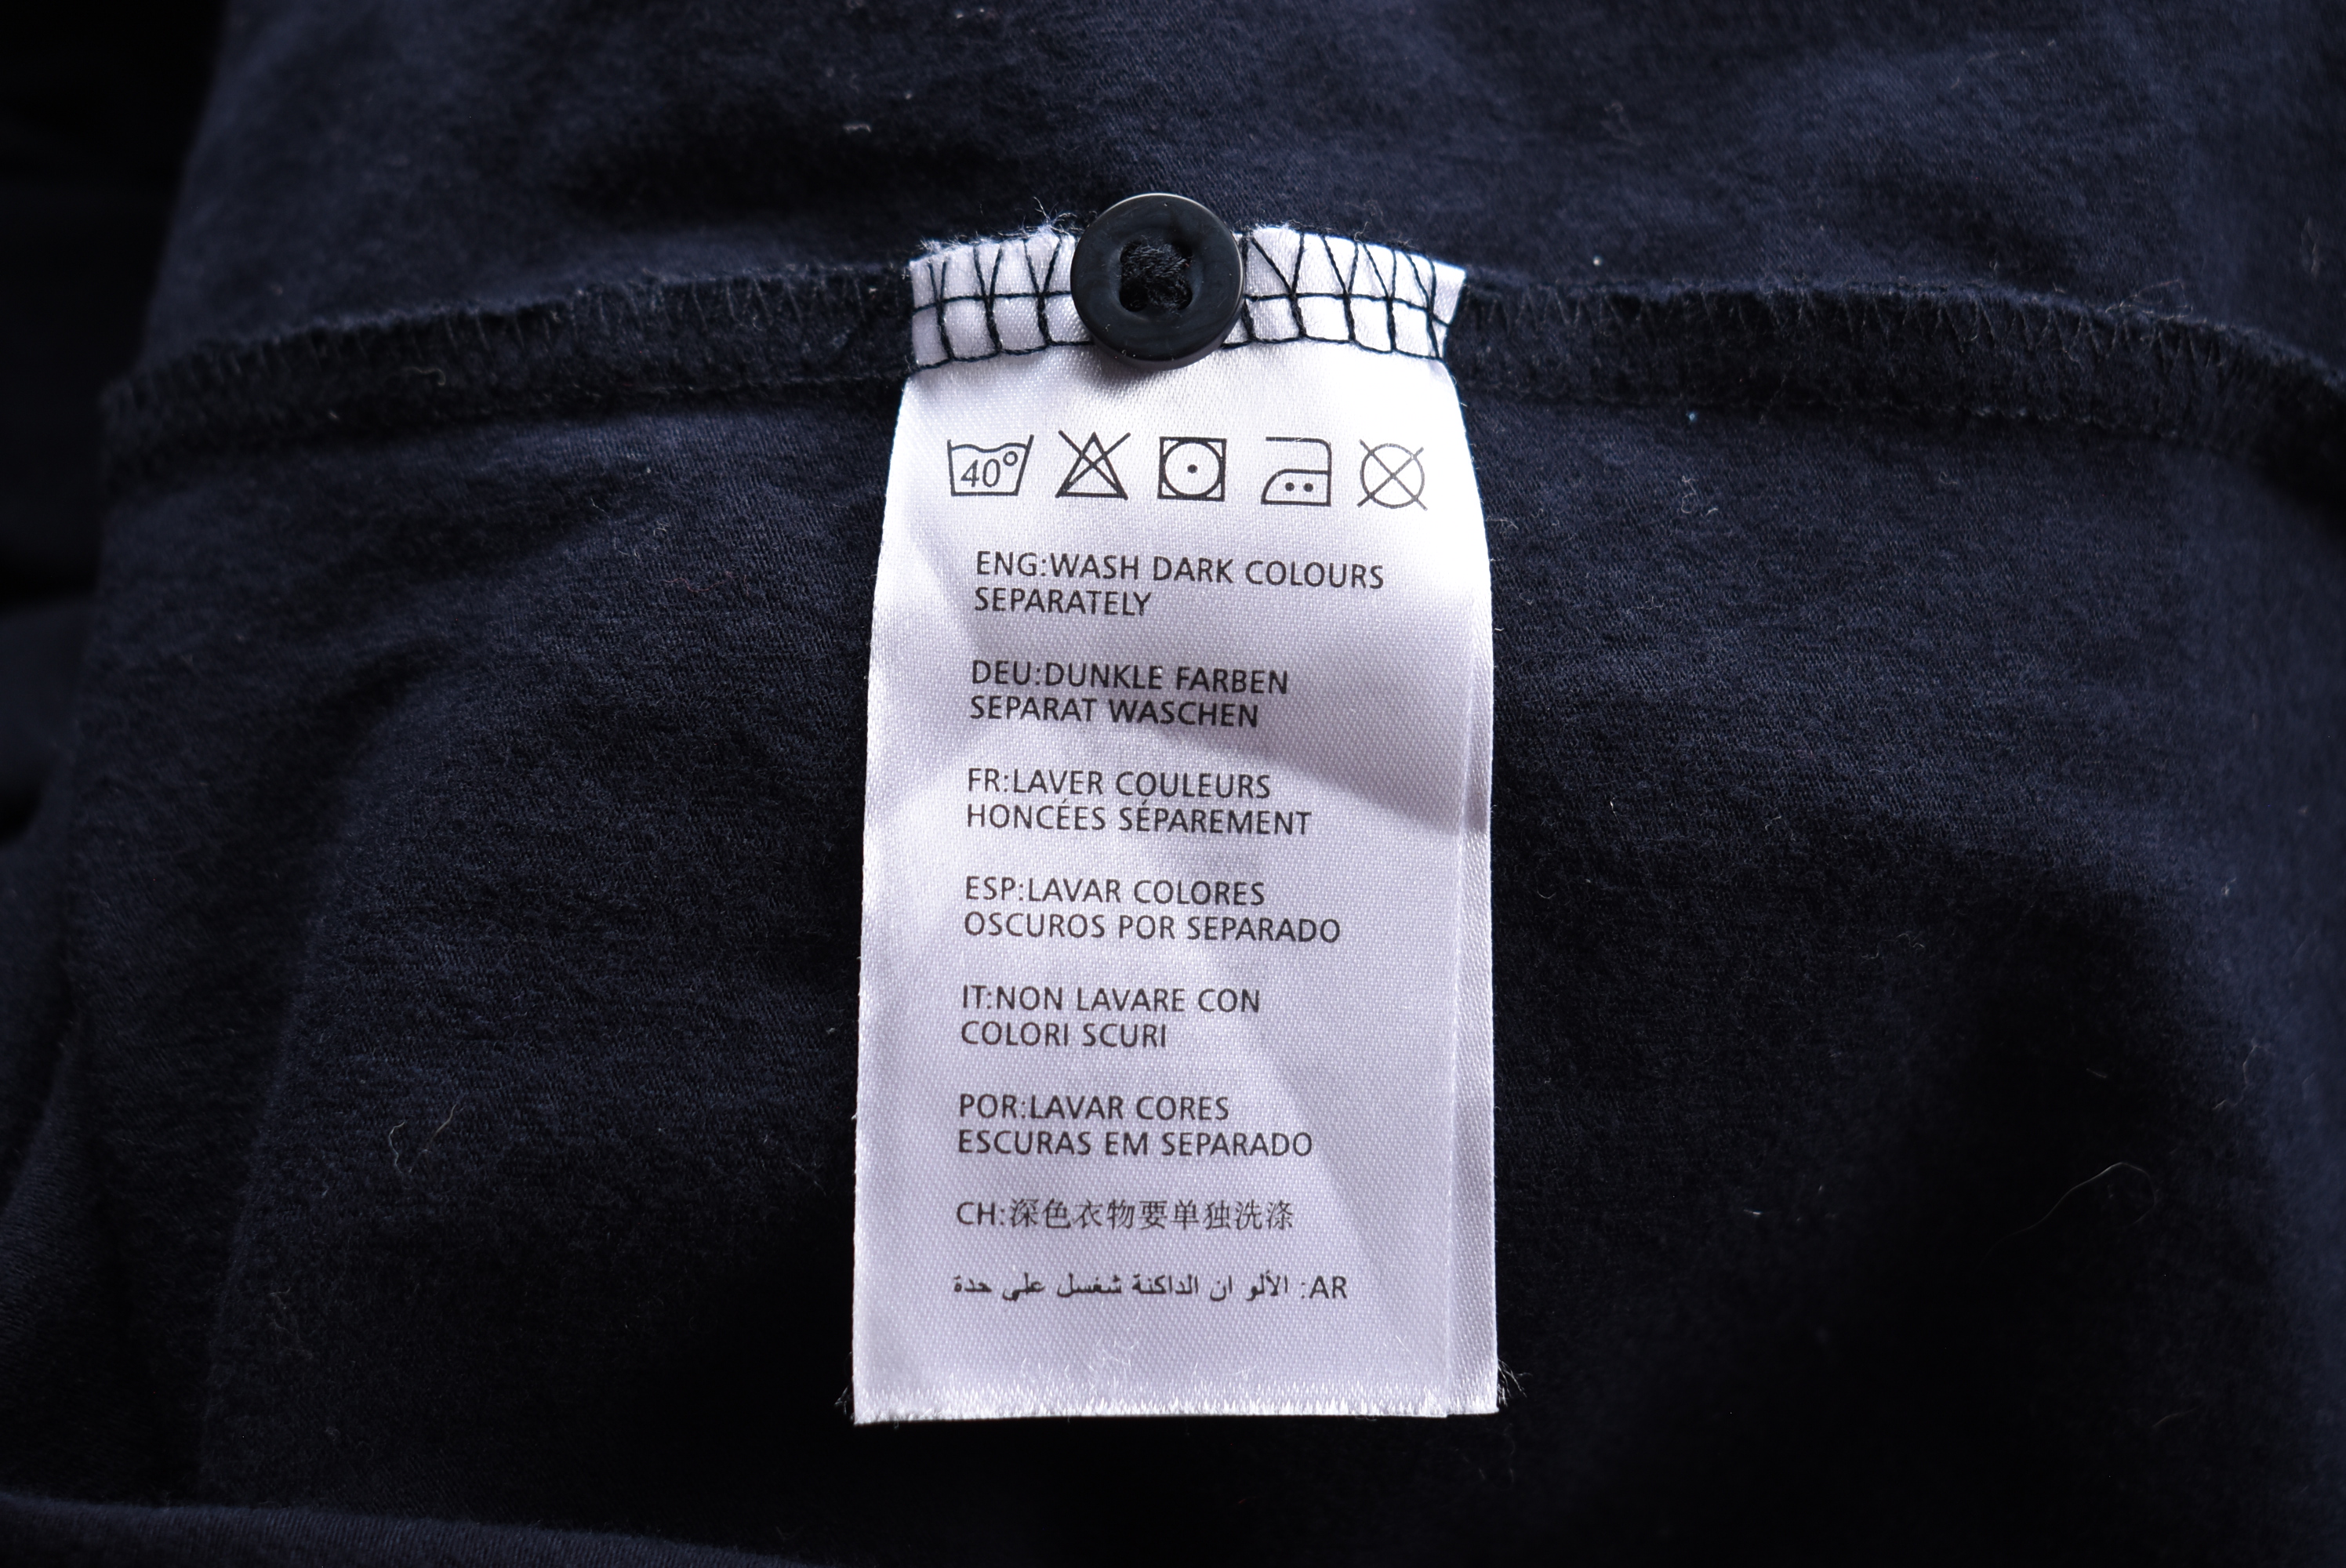 40°
ENG:WASH DARK COLOURS
SEPARATELY
DEU:DUNKLE FARBEN
SEPARAT WASCHEN
FR:LAVER COULEURS
HONCÉES SÉPAREMENT
ESP:LAVAR COLORES
OSCUROS POR SEPARADO
IT:NON LAVARE CON
COLORI SCURI
POR:LAVAR CORES
ESCURAS EM SEPARADO
CH:深色衣物要单独洗涤
AR: الألو ان الداكنة شغسل على حدة